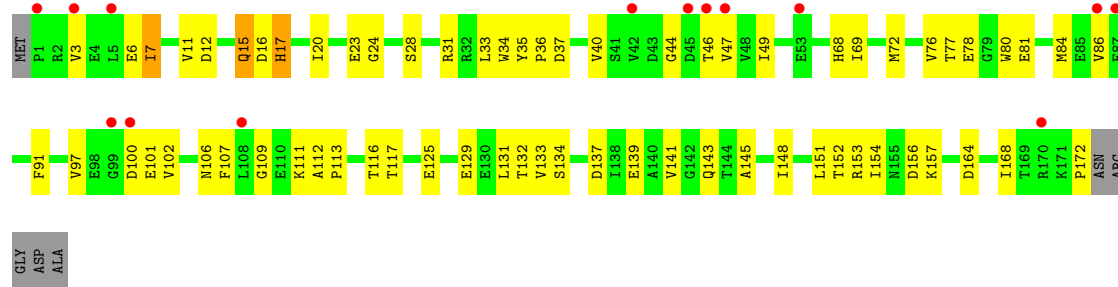 MET P1 R2 V3 E4 L5 E6 I7 V11 D12 Q15 D16 H17 I20 E23 G24 S28 R31 R32 L33 W34 Y35 P36 D37 V40 S41 V42 D43 G44 D45 T46 V47 V48 I49 E53 H68 I69 M72 V76 T77 E78 G79 W80 E81 M84 E85 V86
F91 V97 E98 G99 D100 E101 V102 N106 F107 L108 G109 E110 K111 A112 P113 T116 T117 E125 E129 E130 L131 T132 V133 S134 D137 I138 E139 A140 V141 G142 Q143 T144 A145 I148 L151 T152 R153 I154 N155 D156 K157 D164 I168 T169 R170 K171 P172 ASN
GLY ASP ALA